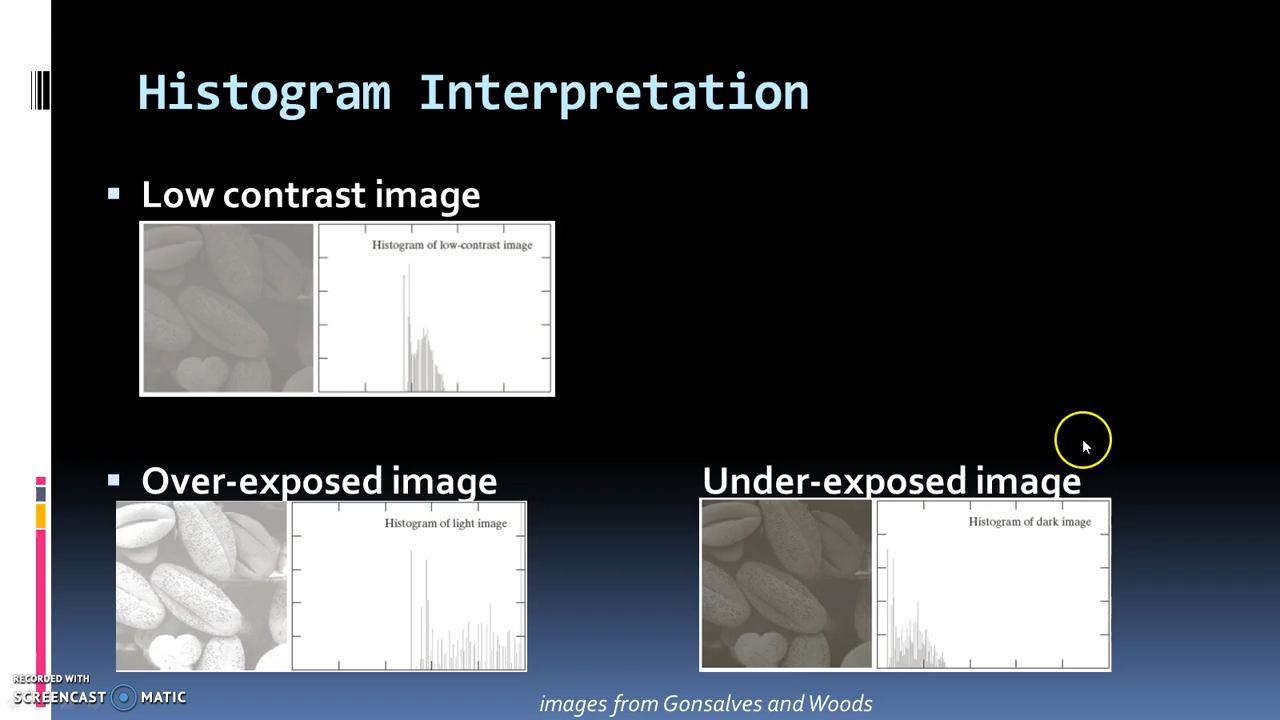 Histogram Interpretation
Low contrast image
Histogram of low-contrast image
Over-exposed image
Under-exposed image
Histogram of light image
Histogram of dark image
RECORDED WITH
SCREENCAST MATIC
images from Gonsalves and Woods